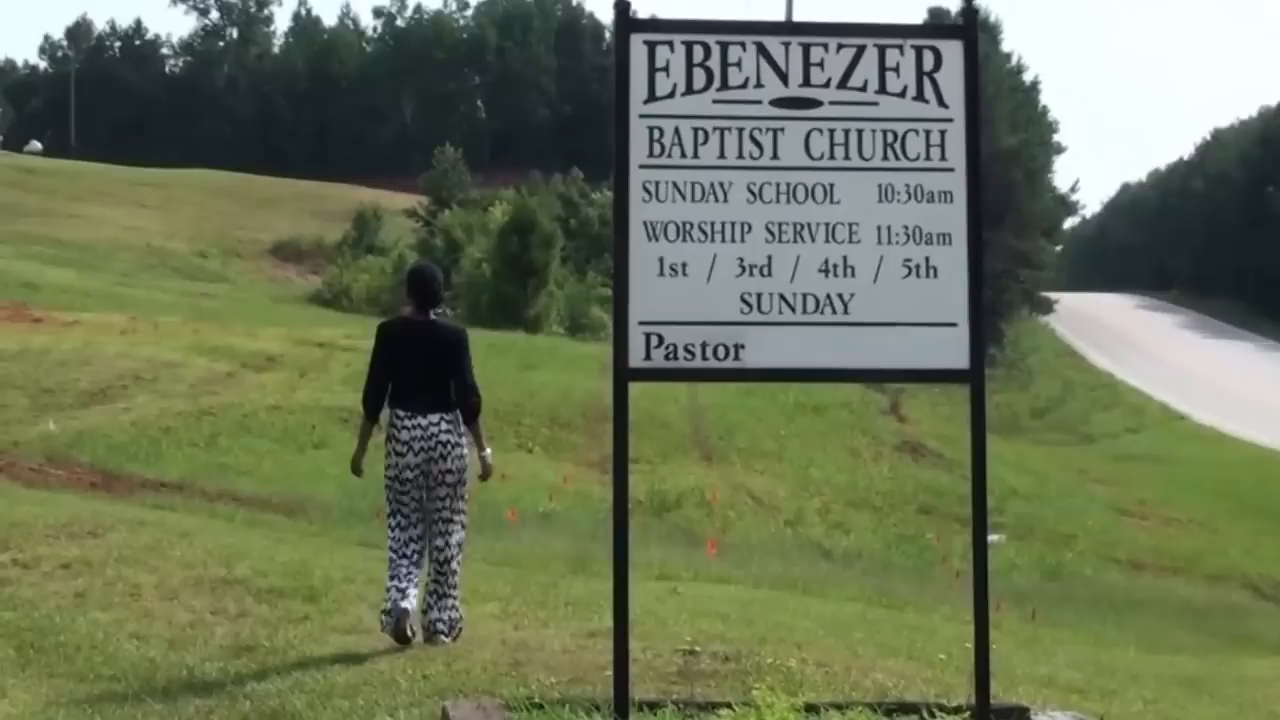 EBENEZER
BAPTIST CHURCH
SUNDAY SCHOOL 10:30am
WORSHIP SERVICE 11:30am
1st / 3rd / 4th / 5th
SUNDAY
Pastor